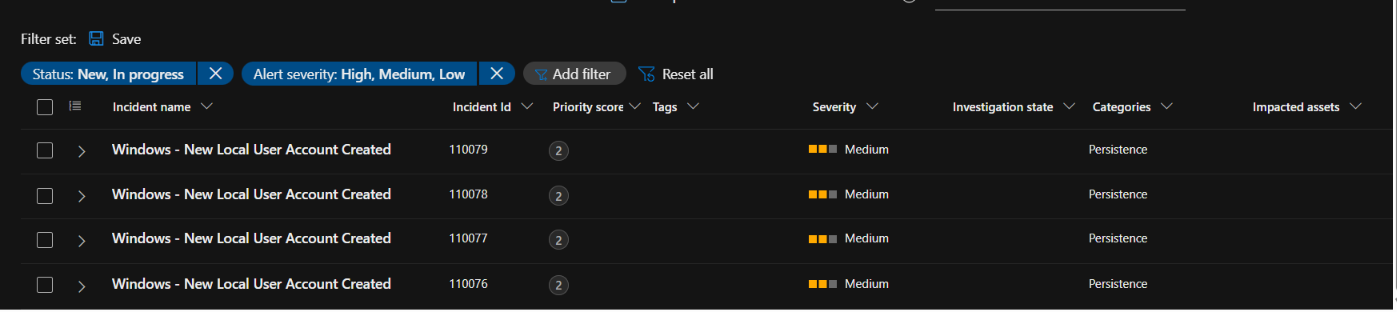 Filter set: Save
Status: New, In progress Alert severity: High, Medium, Low Add filter Reset all
Incident name Incident Id Priority score Tags Severity Investigation state Categories Impacted assets
Windows - New Local User Account Created 110079 2 Medium Persistence
Windows - New Local User Account Created 110078 2 Medium Persistence
Windows - New Local User Account Created 110077 2 Medium Persistence
Windows - New Local User Account Created 110076 2 Medium Persistence